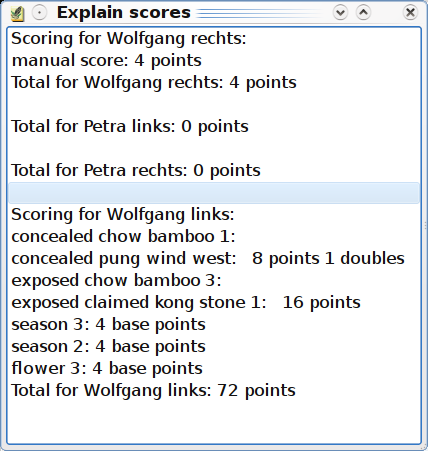 Explain scores
Scoring for Wolfgang rechts:
manual score: 4 points
Total for Wolfgang rechts: 4 points
Total for Petra links: 0 points
Total for Petra rechts: 0 points
Scoring for Wolfgang links:
concealed chow bamboo 1:
concealed pung wind west:   8 points 1 doubles
exposed chow bamboo 3:
exposed claimed kong stone 1:   16 points
season 3: 4 base points
season 2: 4 base points
flower 3: 4 base points
Total for Wolfgang links: 72 points